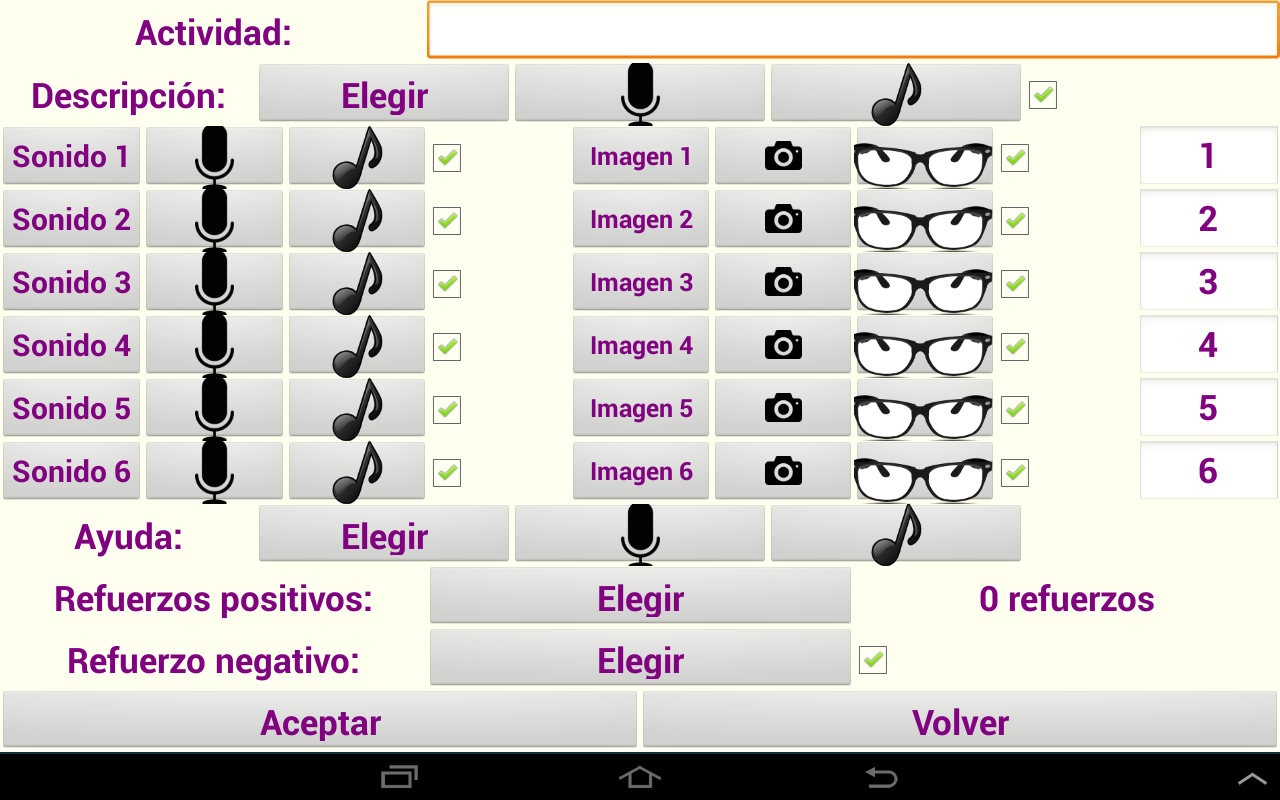 Actividad:
Descripción: Elegir
Sonido 1 Imagen 1 1
Sonido 2 Imagen 2 2
Sonido 3 Imagen 3 3
Sonido 4 Imagen 4 4
Sonido 5 Imagen 5 5
Sonido 6 Imagen 6 6
Ayuda: Elegir
Refuerzos positivos: Elegir 0 refuerzos
Refuerzo negativo: Elegir
Aceptar Volver